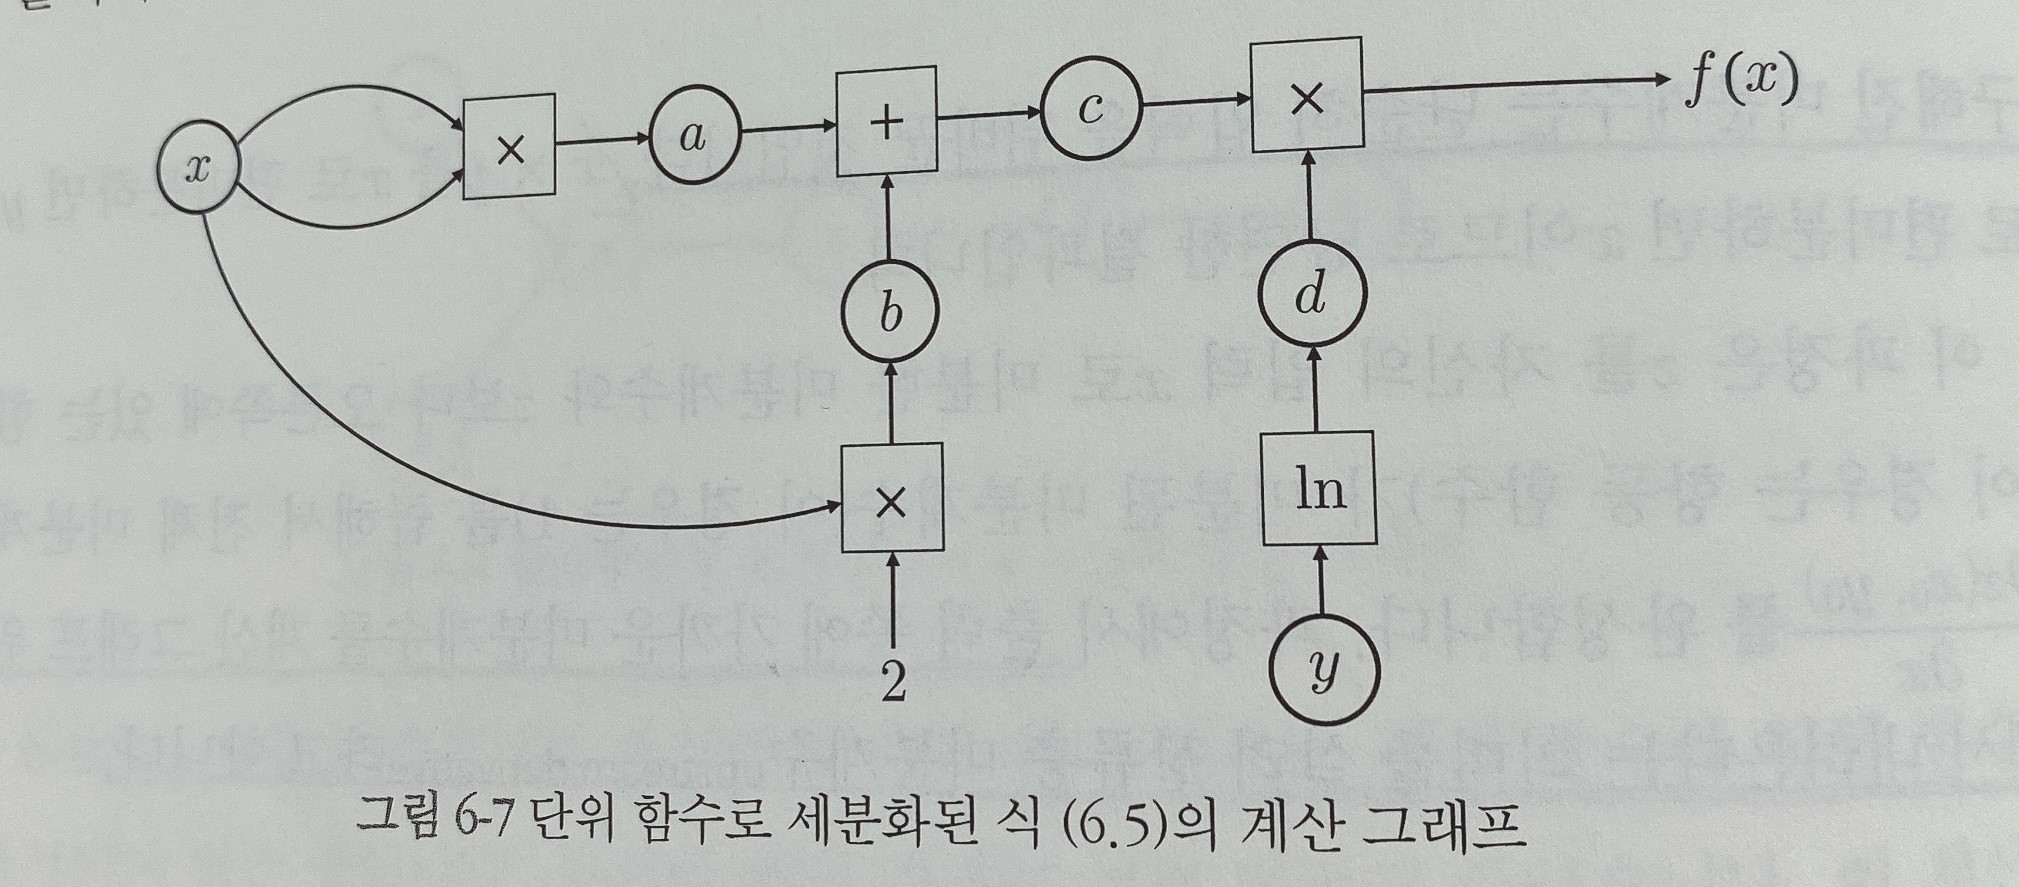 x
×
a
+
c
×
f(x)
b
d
×
ln
2
y
그림 6-7 단위 함수로 세분화된 식 (6.5)의 계산 그래프